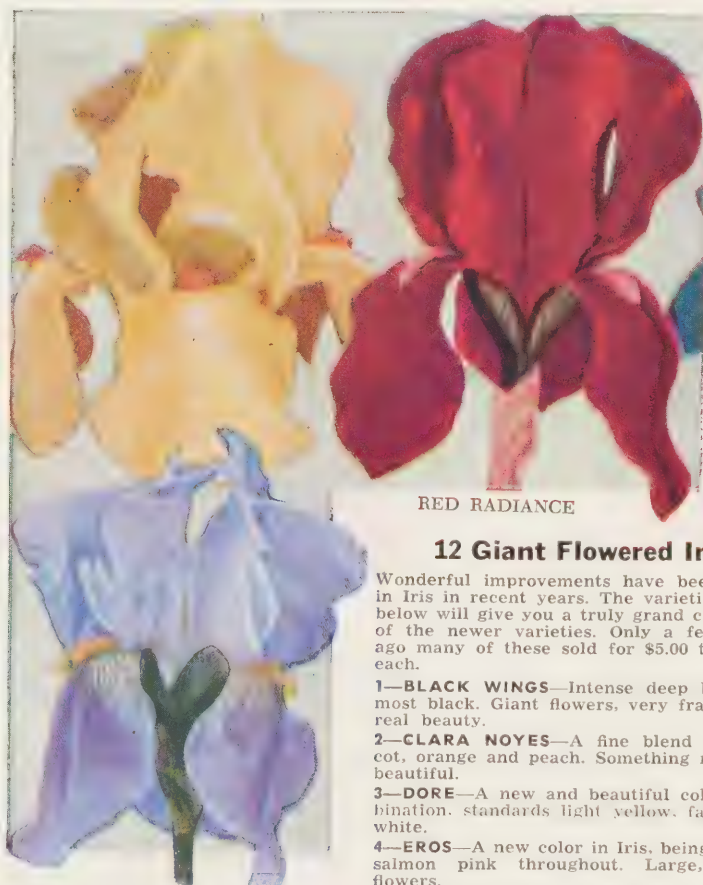 RED RADIANCE
12 Giant Flowered
Wonderful improvements have
in Iris in recent years. The
below will give you a truly grand
of the newer varieties. Only a
ago many of these sold for $5.00
each.
1—BLACK WINGS—Intense deep
most black. Giant flowers, very
real beauty.
2—CLARA NOYES—A fine blend
cot, orange and peach. Something
beautiful.
3—DORE—A new and beautiful
bination. standards light yellow.
white.
4—EROS—A new color in Iris. being
salmon pink throughout. Large,
flowers.